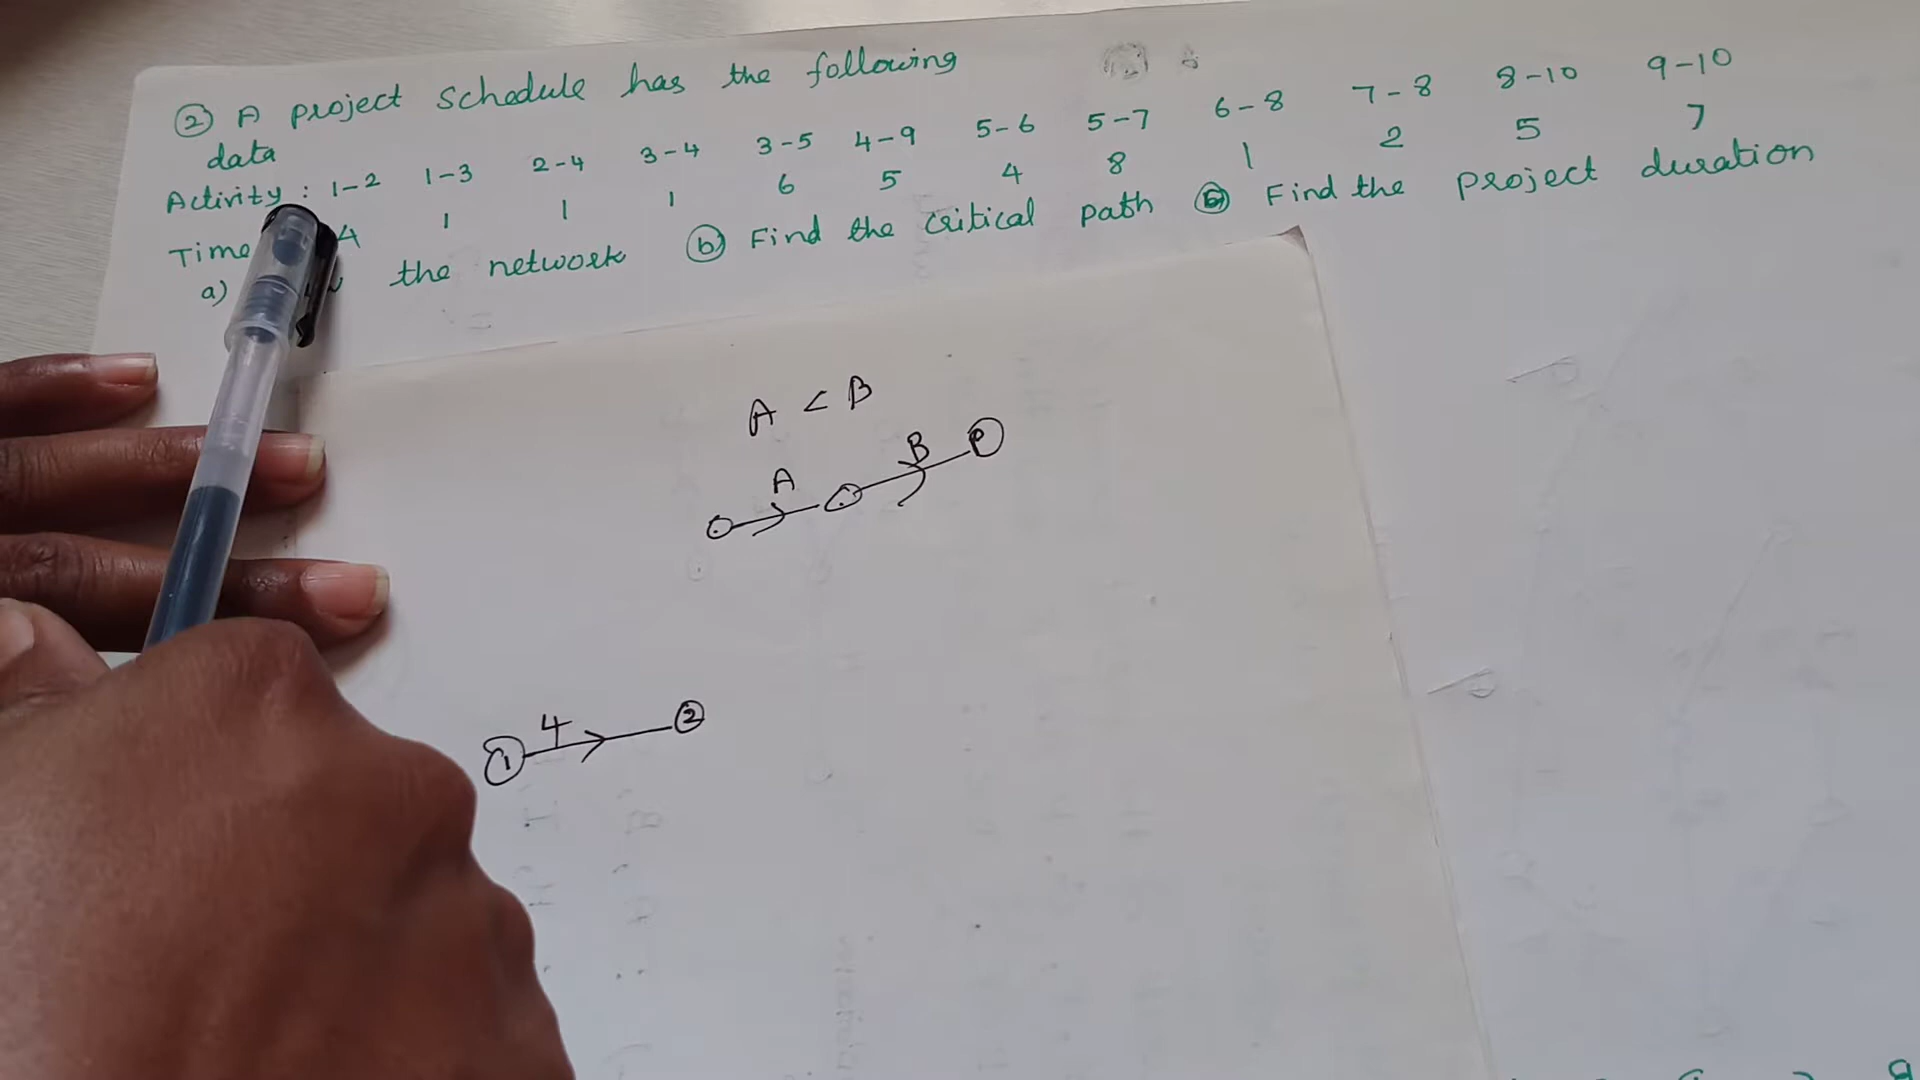 ② A project schedule has the following
data
Activity : 1-2 1-3 2-4 3-4 3-5 4-9 5-6 5-7 6-8 7-8 8-10 9-10
Time 4 1 1 1 6 5 4 8 1 2 5 7
a) the network ⓑ Find the critical path ⓒ Find the project duration
A < B
A B
① 4 ②